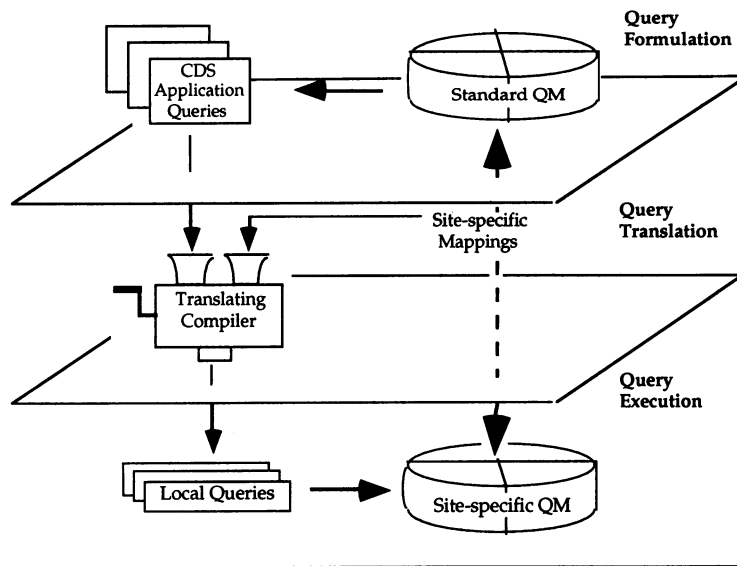 Query
Formulation
CDS
Application
Queries
Standard QM
Query
Translation
Site-specific
Mappings
Translating
Compiler
Query
Execution
Local Queries
Site-specific QM